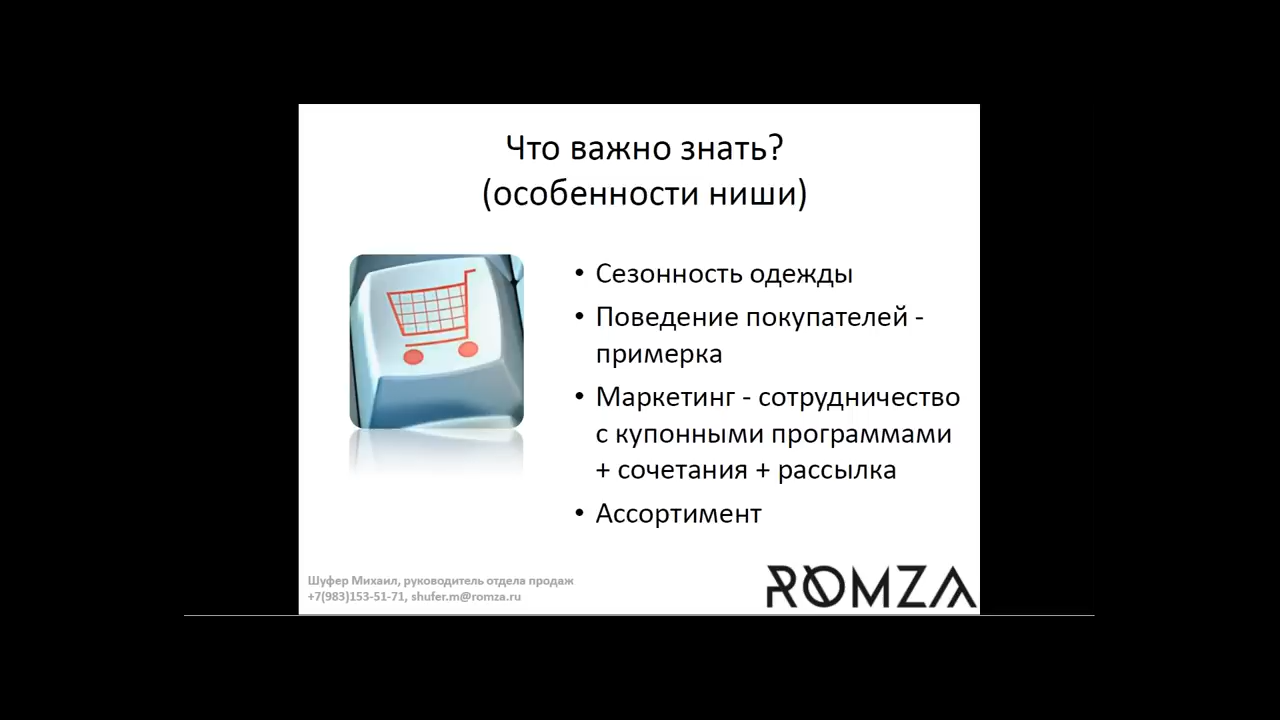 Что важно знать?
(особенности ниши)
• Сезонность одежды
• Поведение покупателей -
примерка
• Маркетинг - сотрудничество
с купонными программами
+ сочетания + рассылка
• Ассортимент
Шуфер Михаил, руководитель отдела продаж
+7(983)153-51-71, shufer.m@romza.ru
ROMZA